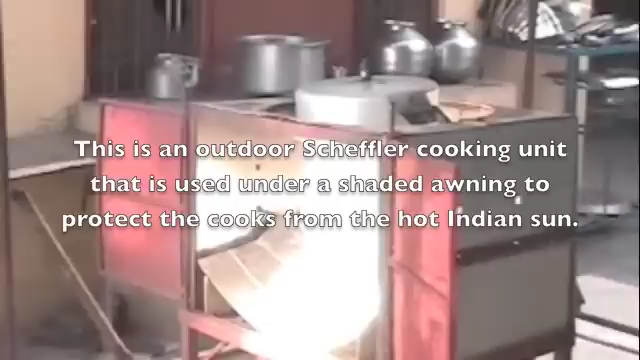 This is an outdoor Scheffler cooking unit
that is used under a shaded awning to
protect the cooks from the hot Indian sun.